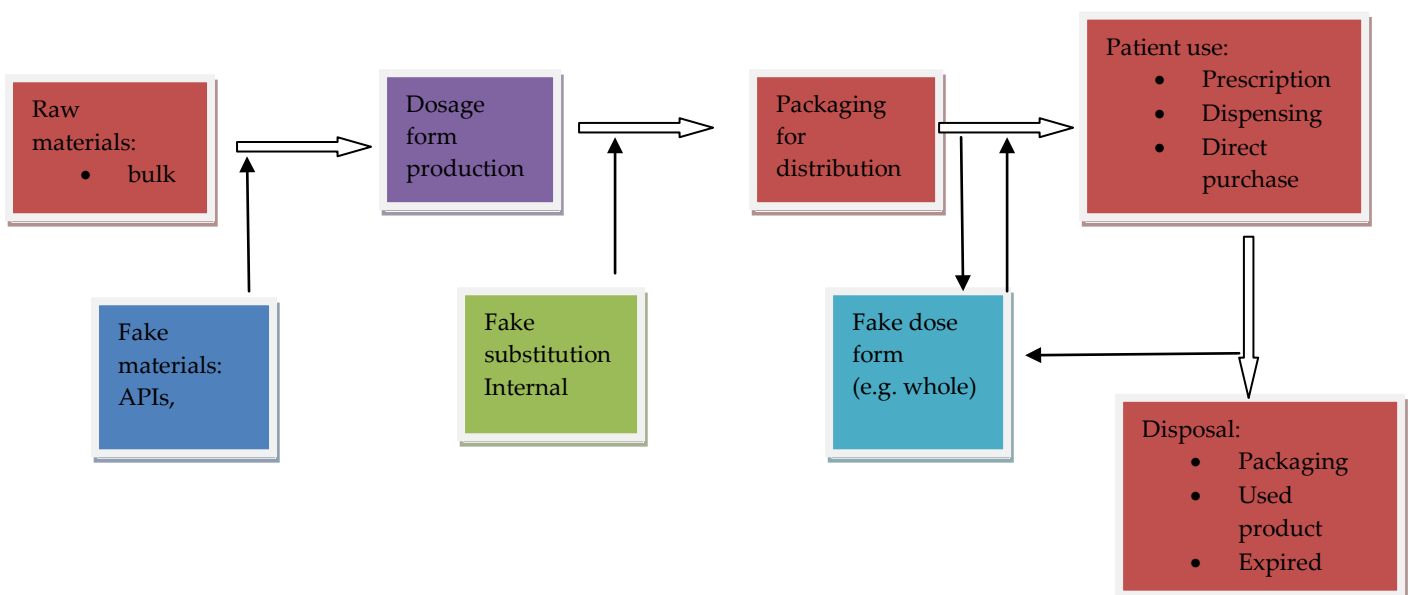 Raw
materials:
• bulk
Dosage
form
production
Packaging
for
distribution
Patient use:
• Prescription
• Dispensing
• Direct
purchase
Fake
materials:
APIs,
Fake
substitution
Internal
Fake dose
form
(e.g. whole)
Disposal:
• Packaging
• Used
product
• Expired